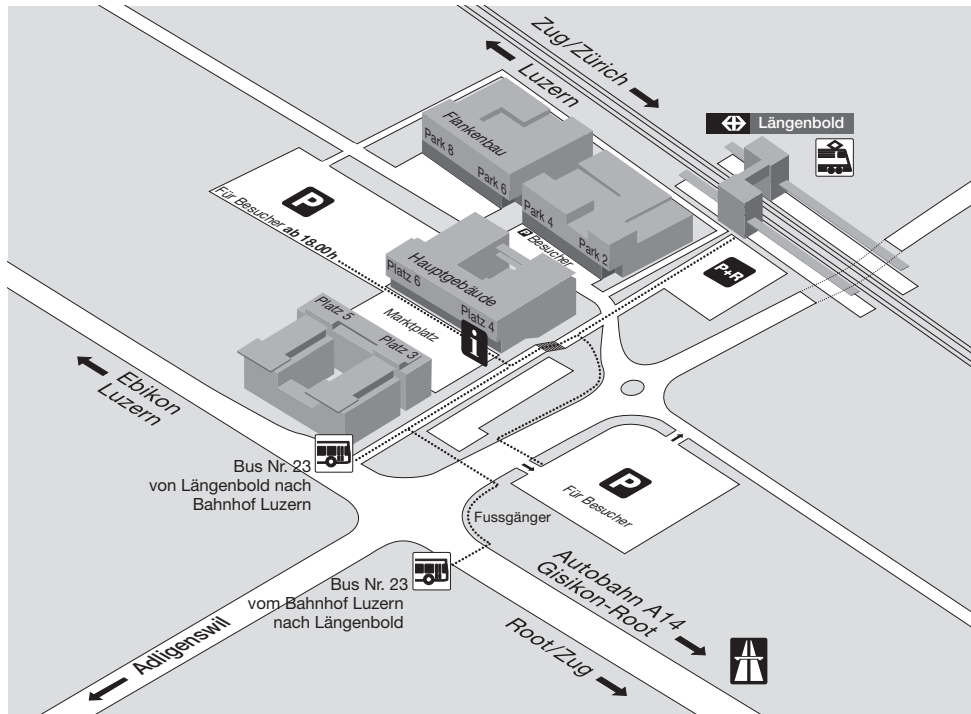 Zug/Zürich
Luzern
Längenbold
Flankenbau
Park 8
Park 6
Park 4
Park 2
P
Für Besucher ab 18.00h
P Besucher
P+R
Hauptgebäude
Platz 6
Platz 4
Marktplatz
i
Platz 5
Platz 3
Ebikon
Luzern
Bus Nr. 23
von Längenbold nach
Bahnhof Luzern
P
Für Besucher
Fussgänger
Bus Nr. 23
vom Bahnhof Luzern
nach Längenbold
Autobahn A14
Gisikon-Root
Root/Zug
Adligenswil